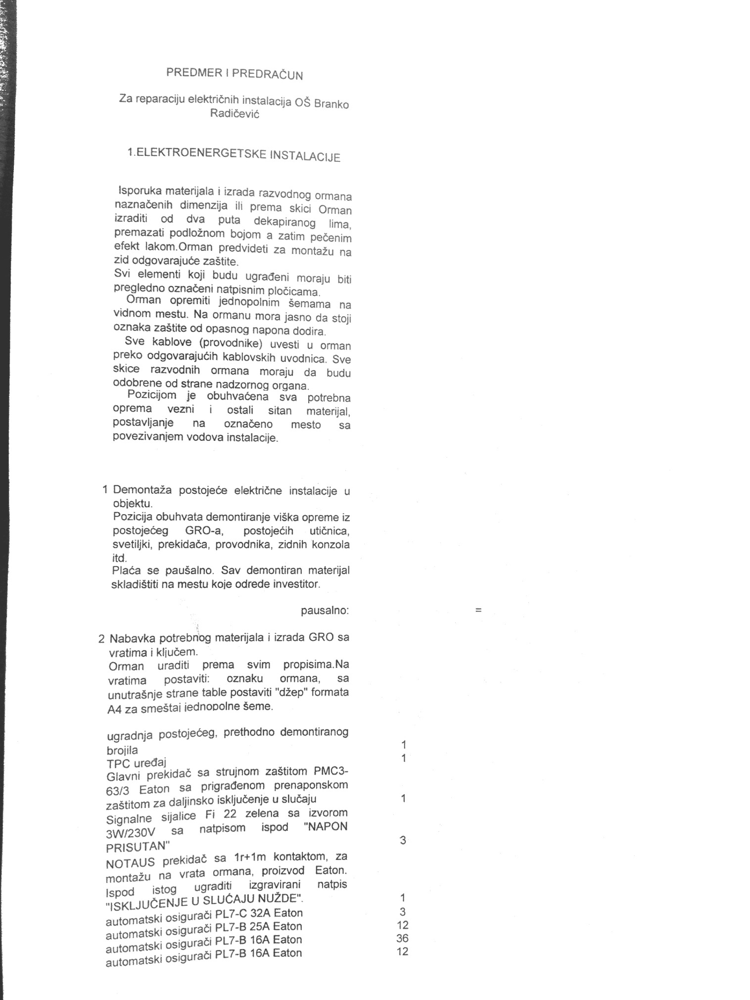 PREDMER I PREDRAČUN
Za reparaciju električnih instalacija OŠ Branko
Radičević
1.ELEKTROENERGETSKE INSTALACIJE
Isporuka materijala i izrada razvodnog ormana
naznačenih dimenzija ili prema skici Orman
izraditi od dva puta dekapiranog lima,
premazati podložnom bojom a zatim pečenim
efekt lakom.Orman predvideti za montažu na
zid odgovarajuće zaštite.
Svi elementi koji budu ugrađeni moraju biti
pregledno označeni natpisnim pločicama.
Orman opremiti jednopolnim šemama na
vidnom mestu. Na ormanu mora jasno da stoji
oznaka zaštite od opasnog napona dodira.
Sve kablove (provodnike) uvesti u orman
preko odgovarajućih kablovskih uvodnica. Sve
skice razvodnih ormana moraju da budu
odobrene od strane nadzornog organa.
Pozicijom je obuhvaćena sva potrebna
oprema vezni i ostali sitan materijal,
postavljanje na označeno mesto sa
povezivanjem vodova instalacije.
1 Demontaža postojeće električne instalacije u
objektu.
Pozicija obuhvata demontiranje viška opreme iz
postojećeg GRO-a, postojećih utičnica,
svetiljki, prekidača, provodnika, zidnih konzola
itd.
Plaća se paušalno. Sav demontiran materijal
skladištiti na mestu koje odrede investitor.
pausalno: =
2 Nabavka potrebnog materijala i izrada GRO sa
vratima i ključem.
Orman uraditi prema svim propisima.Na
vratima postaviti: oznaku ormana, sa
unutrašnje strane table postaviti "džep" formata
A4 za smeštaj jednopolne šeme.
ugradnja postojećeg, prethodno demontiranog
brojila 1
TPC uređaj 1
Glavni prekidač sa strujnom zaštitom PMC3-
63/3 Eaton sa prigrađenom prenaponskom
zaštitom za daljinsko isključenje u slučaju 1
Signalne sijalice Fi 22 zelena sa izvorom
3W/230V sa natpisom ispod "NAPON
PRISUTAN" 3
NOTAUS prekidač sa 1r+1m kontaktom, za
montažu na vrata ormana, proizvod Eaton.
Ispod istog ugraditi izgravirani natpis
"ISKLJUČENJE U SLUĆAJU NUŽDE". 1
automatski osigurači PL7-C 32A Eaton 3
automatski osigurači PL7-B 25A Eaton 12
automatski osigurači PL7-B 16A Eaton 36
automatski osigurači PL7-B 16A Eaton 12